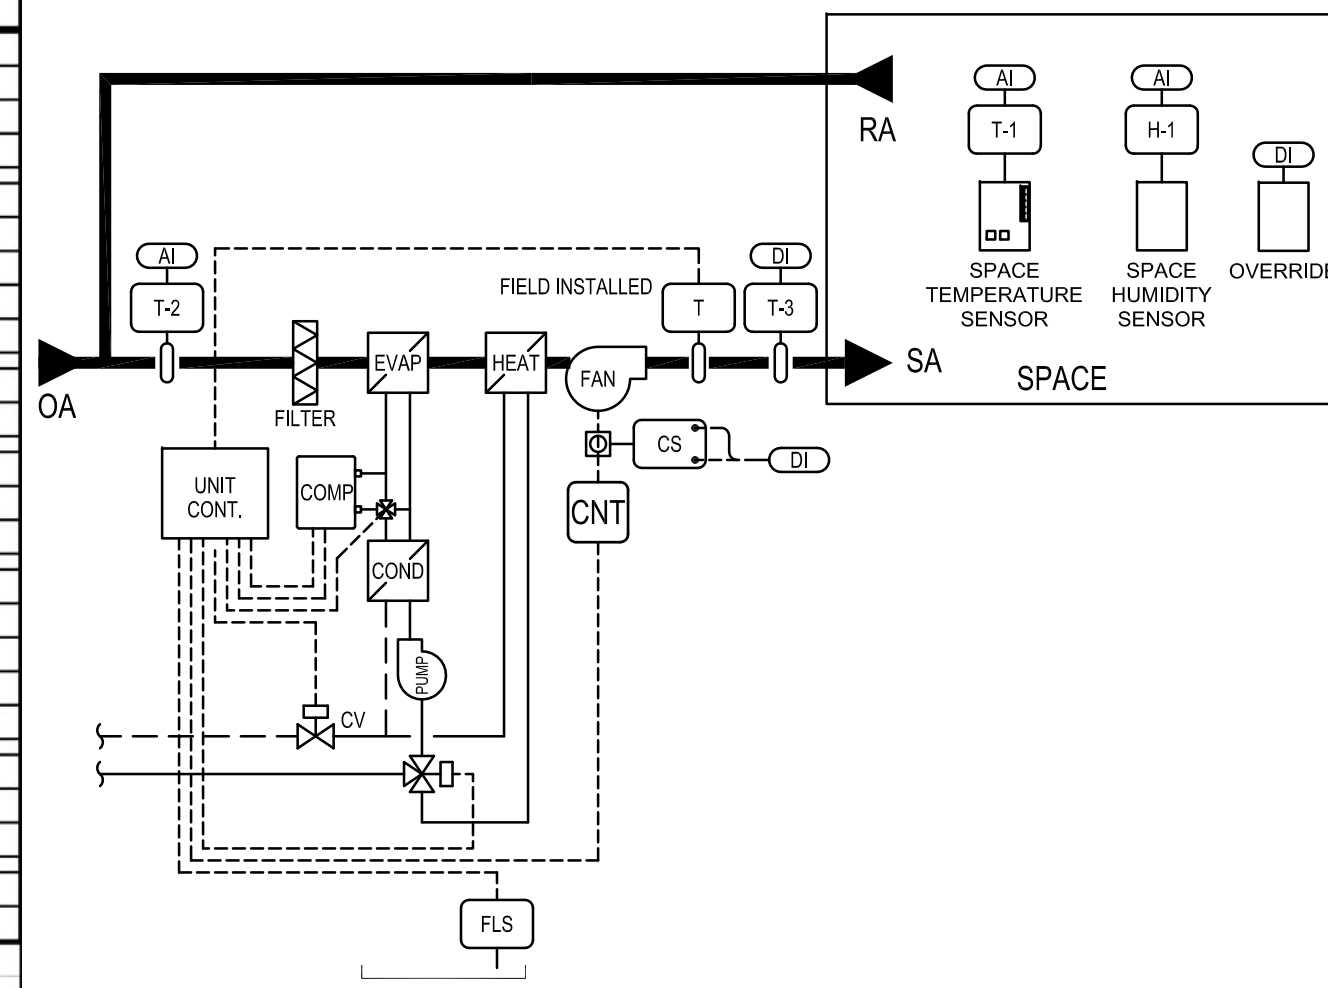 AI
AI
T-1
H-1
RA
DI
AI
DI
SPACE
TEMPERATURE
SENSOR
SPACE
HUMIDITY
SENSOR
OVERRIDE
FIELD INSTALLED
T-2
T
T-3
EVAP
HEAT
FAN
SA
SPACE
OA
FILTER
CS
DI
UNIT
CONT.
COMP
CNT
COND
PUMP
CV
FLS